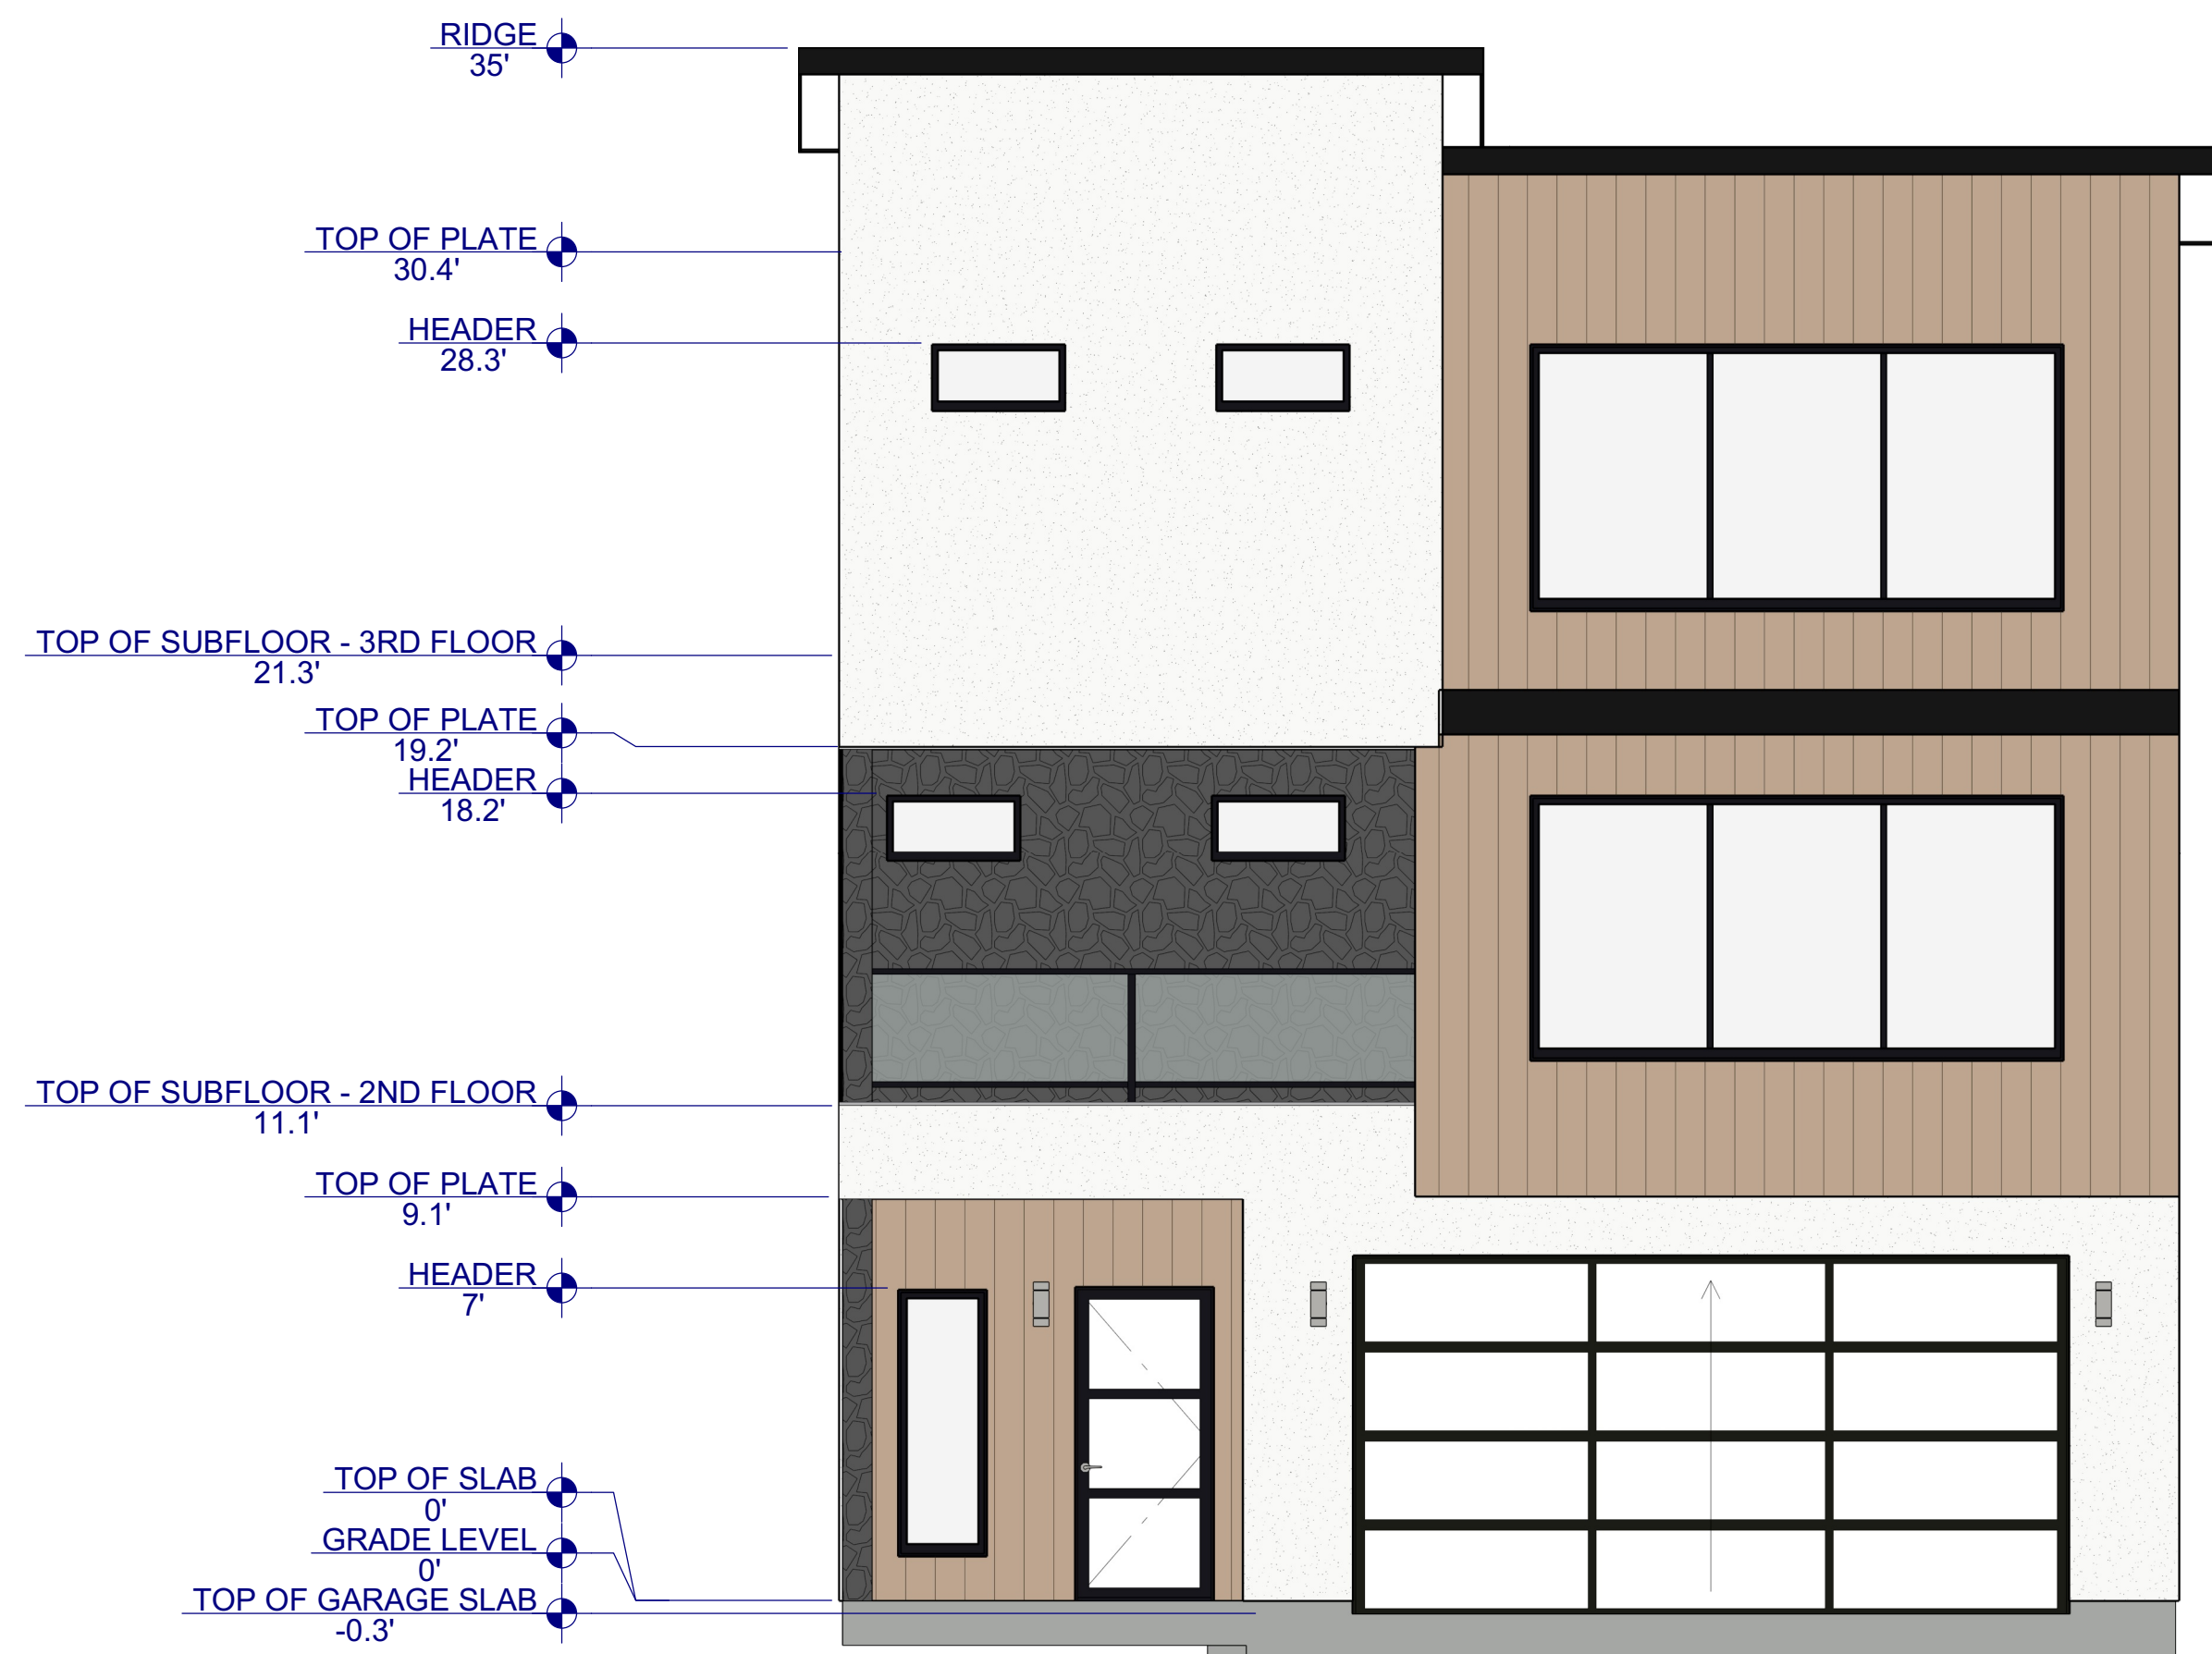 RIDGE
35'
TOP OF PLATE
30.4'
HEADER
28.3'
TOP OF SUBFLOOR - 3RD FLOOR
21.3'
TOP OF PLATE
19.2'
HEADER
18.2'
TOP OF SUBFLOOR - 2ND FLOOR
11.1'
TOP OF PLATE
9.1'
HEADER
7'
TOP OF SLAB
0'
GRADE LEVEL
0'
TOP OF GARAGE SLAB
-0.3'